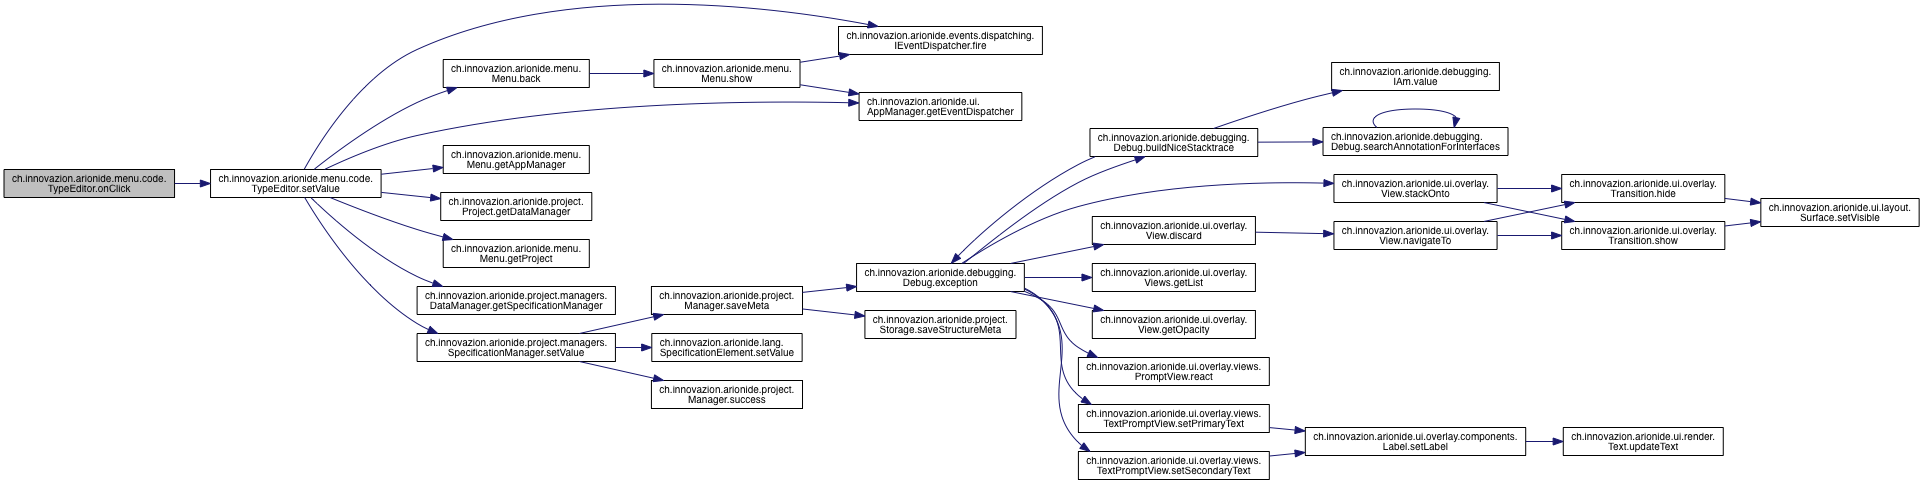 ch.innovazion.arionide.menu.code.
TypeEditor.onClick
ch.innovazion.arionide.menu.code.
TypeEditor.setValue
ch.innovazion.arionide.menu.
Menu.back
ch.innovazion.arionide.menu.
Menu.getAppManager
ch.innovazion.arionide.project.
Project.getDataManager
ch.innovazion.arionide.menu.
Menu.getProject
ch.innovazion.arionide.project.managers.
DataManager.getSpecificationManager
ch.innovazion.arionide.project.managers.
SpecificationManager.setValue
ch.innovazion.arionide.menu.
Menu.show
ch.innovazion.arionide.project.
Manager.saveMeta
ch.innovazion.arionide.lang.
SpecificationElement.setValue
ch.innovazion.arionide.project.
Manager.success
ch.innovazion.arionide.events.dispatching.
IEventDispatcher.fire
ch.innovazion.arionide.ui.
AppManager.getEventDispatcher
ch.innovazion.arionide.debugging.
Debug.exception
ch.innovazion.arionide.project.
Storage.saveStructureMeta
ch.innovazion.arionide.debugging.
Debug.buildNiceStacktrace
ch.innovazion.arionide.ui.overlay.
View.discard
ch.innovazion.arionide.ui.overlay.
Views.getList
ch.innovazion.arionide.ui.overlay.
View.getOpacity
ch.innovazion.arionide.ui.overlay.views.
PromptView.react
ch.innovazion.arionide.ui.overlay.views.
TextPromptView.setPrimaryText
ch.innovazion.arionide.ui.overlay.views.
TextPromptView.setSecondaryText
ch.innovazion.arionide.debugging.
IAm.value
ch.innovazion.arionide.debugging.
Debug.searchAnnotationForInterfaces
ch.innovazion.arionide.ui.overlay.
View.stackOnto
ch.innovazion.arionide.ui.overlay.
View.navigateTo
ch.innovazion.arionide.ui.overlay.components.
Label.setLabel
ch.innovazion.arionide.ui.overlay.
Transition.hide
ch.innovazion.arionide.ui.overlay.
Transition.show
ch.innovazion.arionide.ui.render.
Text.updateText
ch.innovazion.arionide.ui.layout.
Surface.setVisible